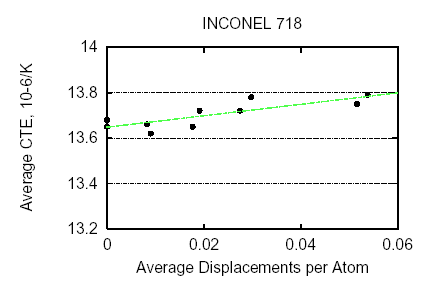 INCONEL 718
Average CTE, 10-6/K
14
13.8
13.6
13.4
13.2
0 0.02 0.04 0.06
Average Displacements per Atom